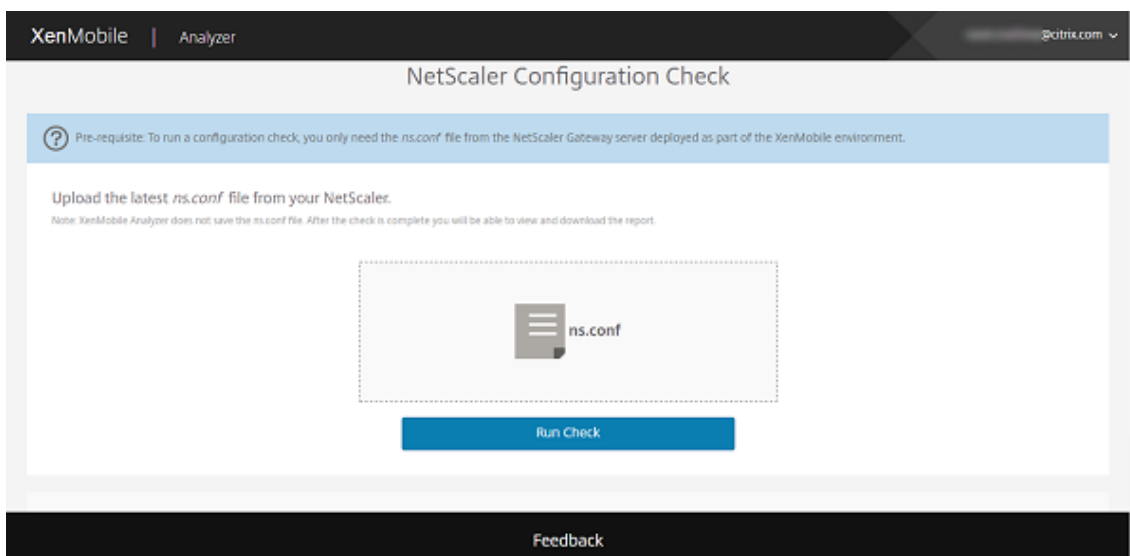 XenMobile | Analyzer
@citrix.com
NetScaler Configuration Check
Pre-requisite: To run a configuration check, you only need the ns.conf file from the NetScaler Gateway server deployed as part of the XenMobile environment.
Upload the latest ns.conf file from your NetScaler.
Note: XenMobile Analyzer does not save the ns.conf file. After the check is complete you will be able to view and download the report.
ns.conf
Run Check
Feedback